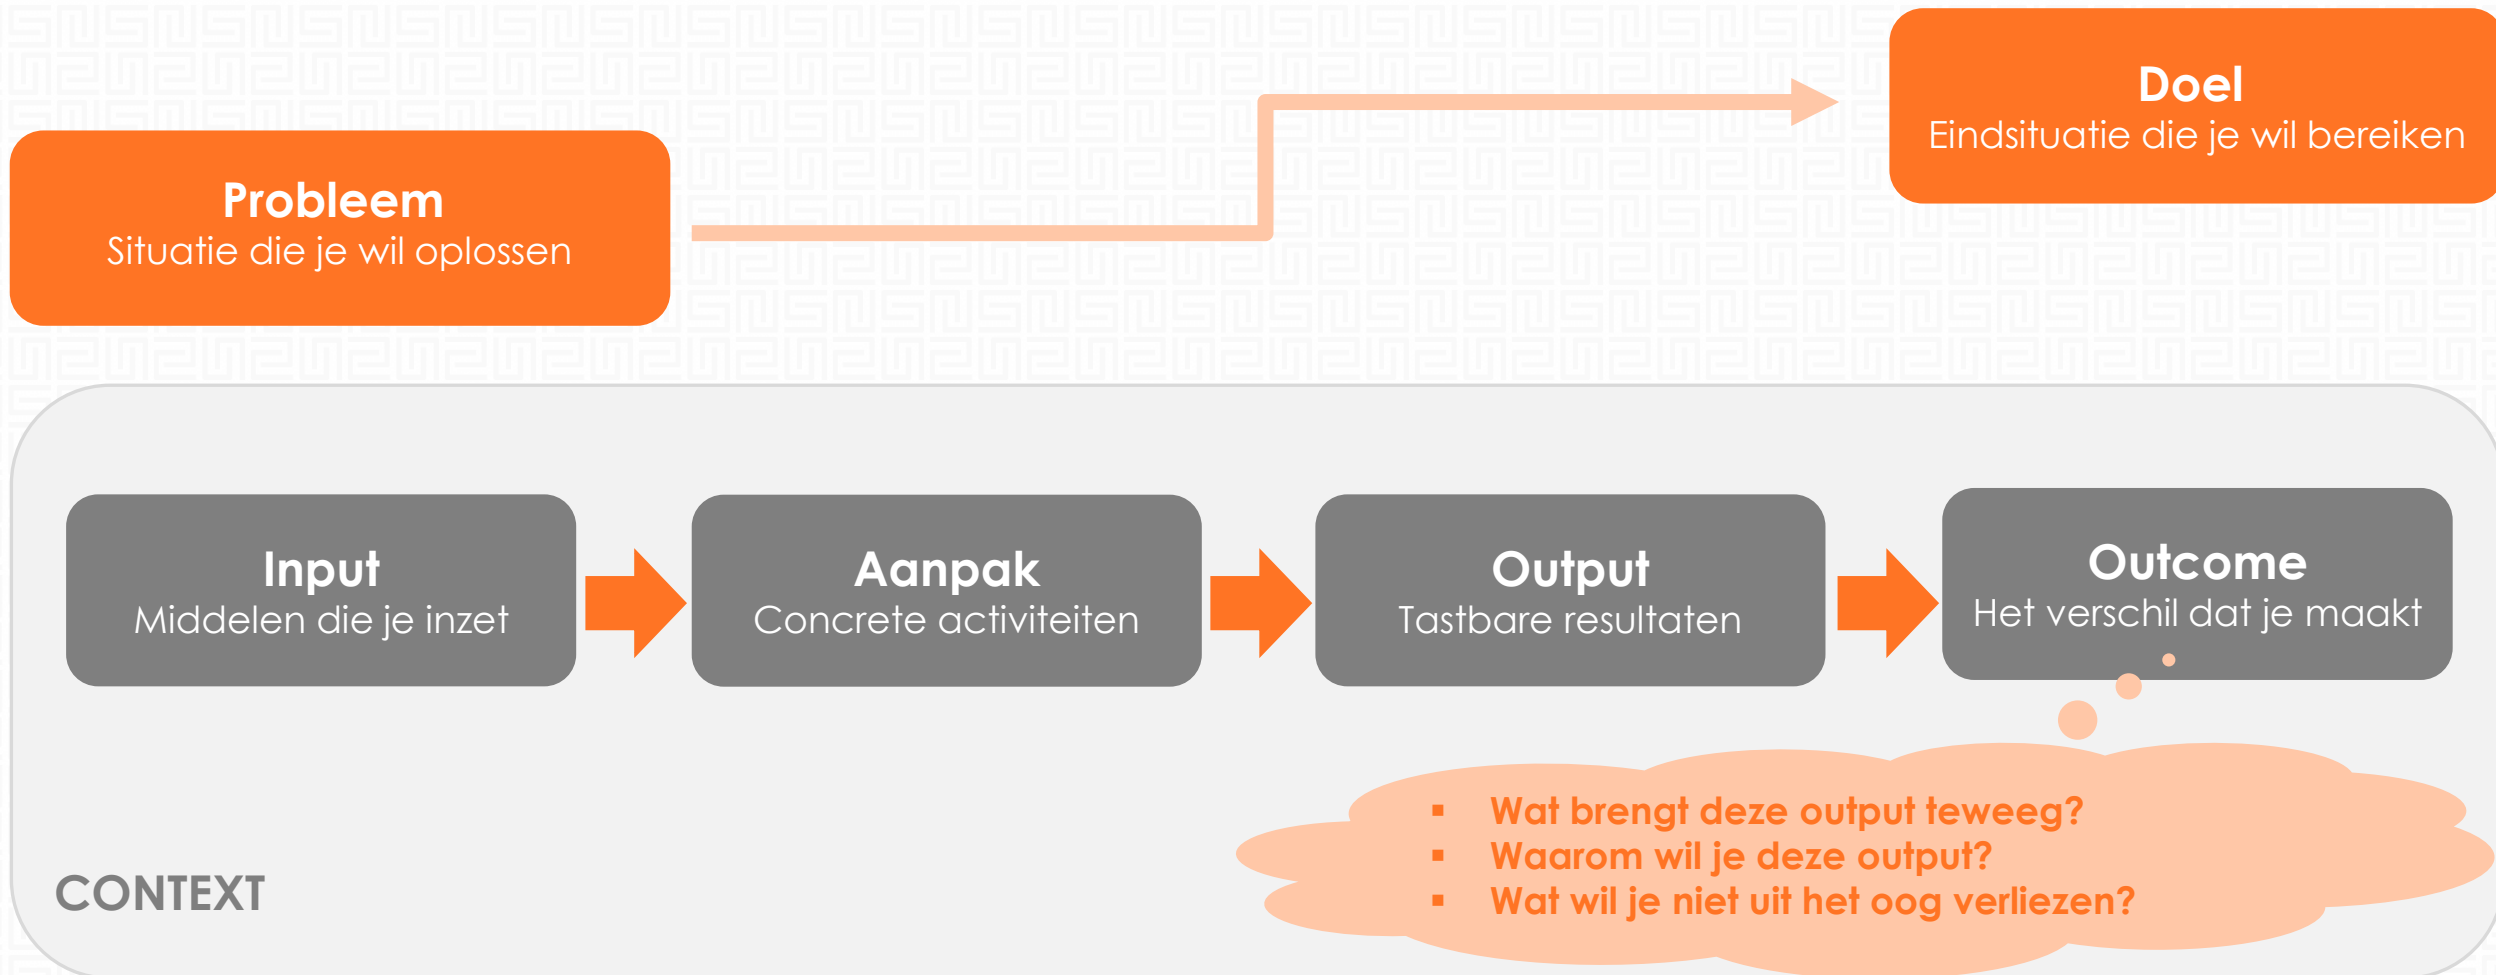 Doel
Eindsituatie die je wil bereiken
Probleem
Situatie die je wil oplossen
Input
Middelen die je inzet
Aanpak
Concrete activiteiten
Output
Tastbare resultaten
Outcome
Het verschil dat je maakt
▪ Wat brengt deze output teweeg?
▪ Waarom wil je deze output?
▪ Wat wil je niet uit het oog verliezen?
CONTEXT